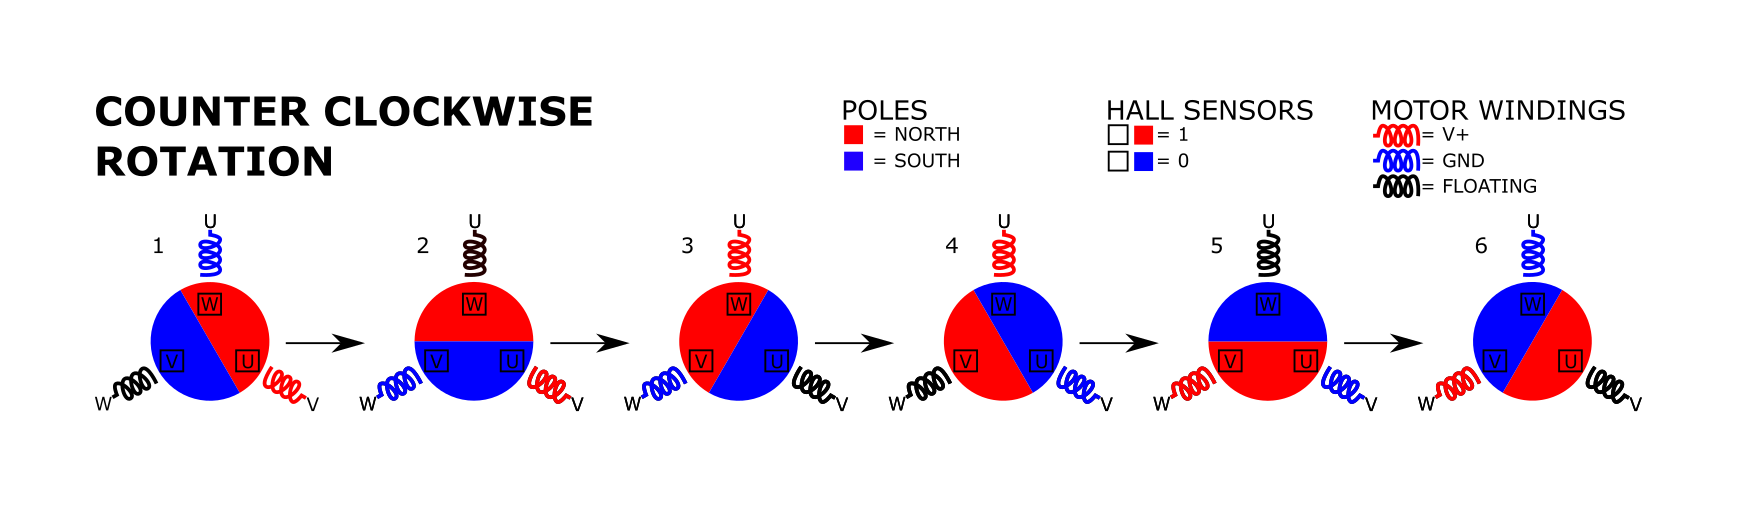 COUNTER CLOCKWISE
ROTATION
POLES
= NORTH
= SOUTH
HALL SENSORS
= 1
= 0
MOTOR WINDINGS
= V+
= GND
= FLOATING
1 U
W
V U
W V
2 U
W
V U
W V
3 U
W
V U
W V
4 U
W
V U
W V
5 U
W
V U
W V
6 U
W
V U
W V